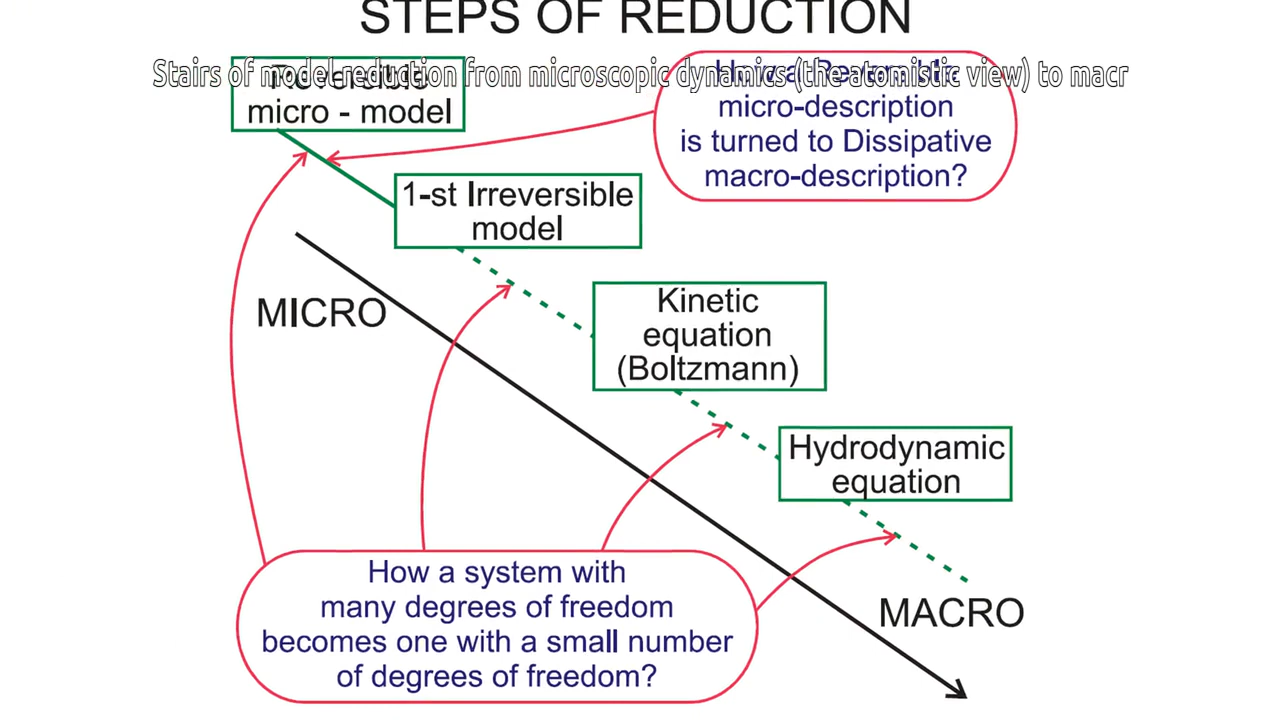 STEPS OF REDUCTION
Stairs of model reduction from microscopic dynamics (the atomistic view) to macr
micro - model
micro-description
is turned to Dissipative
macro-description?
1-st Irreversible
model
MICRO
Kinetic
equation
(Boltzmann)
Hydrodynamic
equation
How a system with
many degrees of freedom
becomes one with a small number
of degrees of freedom?
MACRO